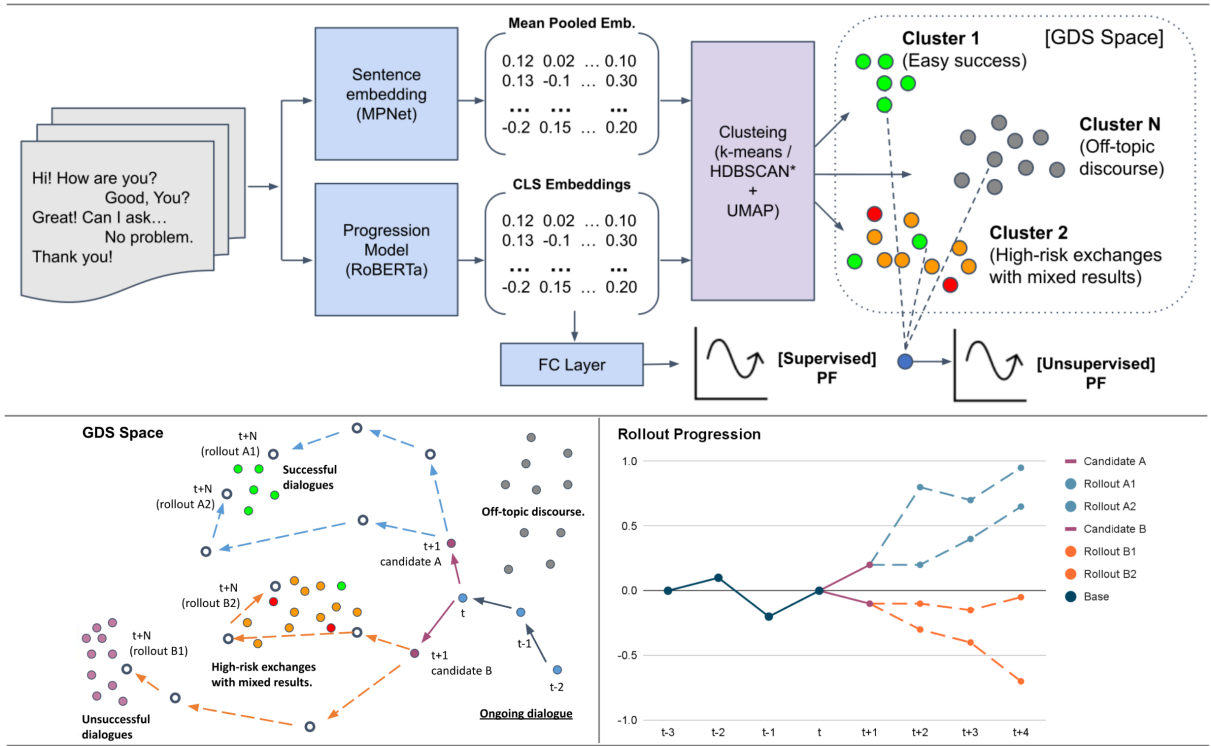 Hi! How are you?
Good, You?
Great! Can I ask…
No problem.
Thank you!
Sentence
embedding
(MPNet)
Progression
Model
(RoBERTa)
Mean Pooled Emb.
0.12 0.02 … 0.10
0.13 -0.1 … 0.30
... ... ...
-0.2 0.15 … 0.20
CLS Embeddings
0.12 0.02 … 0.10
0.13 -0.1 … 0.30
... ... ...
-0.2 0.15 … 0.20
FC Layer
Clusteing
(k-means /
HDBSCAN*
+
UMAP)
[GDS Space]
Cluster 1
(Easy success)
Cluster N
(Off-topic
discourse)
Cluster 2
(High-risk exchanges
with mixed results)
[Supervised]
PF
[Unsupervised]
PF
GDS Space
t+N
(rollout A1)
Successful
dialogues
t+N
(rollout A2)
Off-topic discourse.
t+1
candidate A
t+N
(rollout B2)
t
t-1
t+N
(rollout B1)
High-risk exchanges
with mixed results.
t+1
candidate B
t-2
Unsuccessful
dialogues
Ongoing dialogue
Rollout Progression
1.0
0.5
0.0
-0.5
-1.0
t-3 t-2 t-1 t t+1 t+2 t+3 t+4
Candidate A
Rollout A1
Rollout A2
Candidate B
Rollout B1
Rollout B2
Base